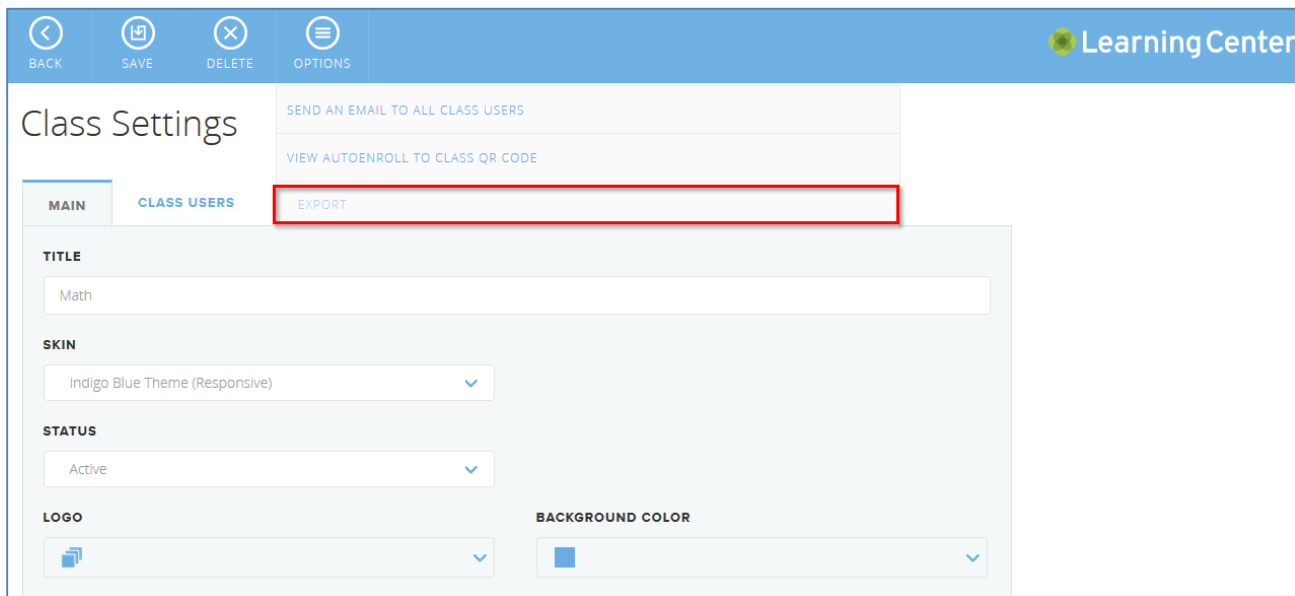 BACK SAVE DELETE OPTIONS
Learning Center
SEND AN EMAIL TO ALL CLASS USERS
Class Settings
VIEW AUTOENROLL TO CLASS QR CODE
MAIN CLASS USERS EXPORT
TITLE
Math
SKIN
Indigo Blue Theme (Responsive)
STATUS
Active
LOGO BACKGROUND COLOR